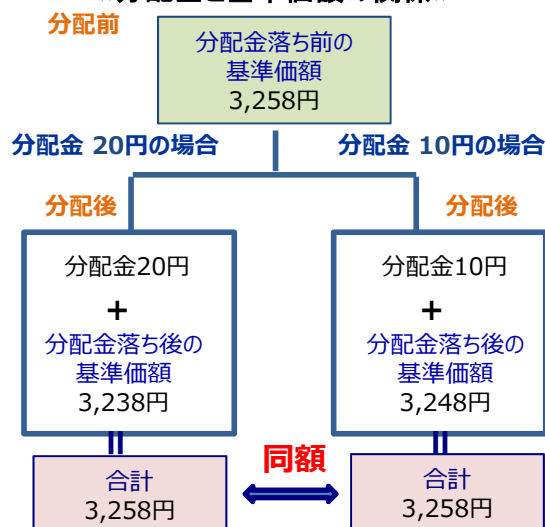 分配前
分配金落ち前の
基準価額
3,258円
分配金 20円の場合
分配金 10円の場合
分配後
分配後
分配金20円
+
分配金落ち後の
基準価額
3,238円
分配金10円
+
分配金落ち後の
基準価額
3,248円
同額
合計
3,258円
合計
3,258円